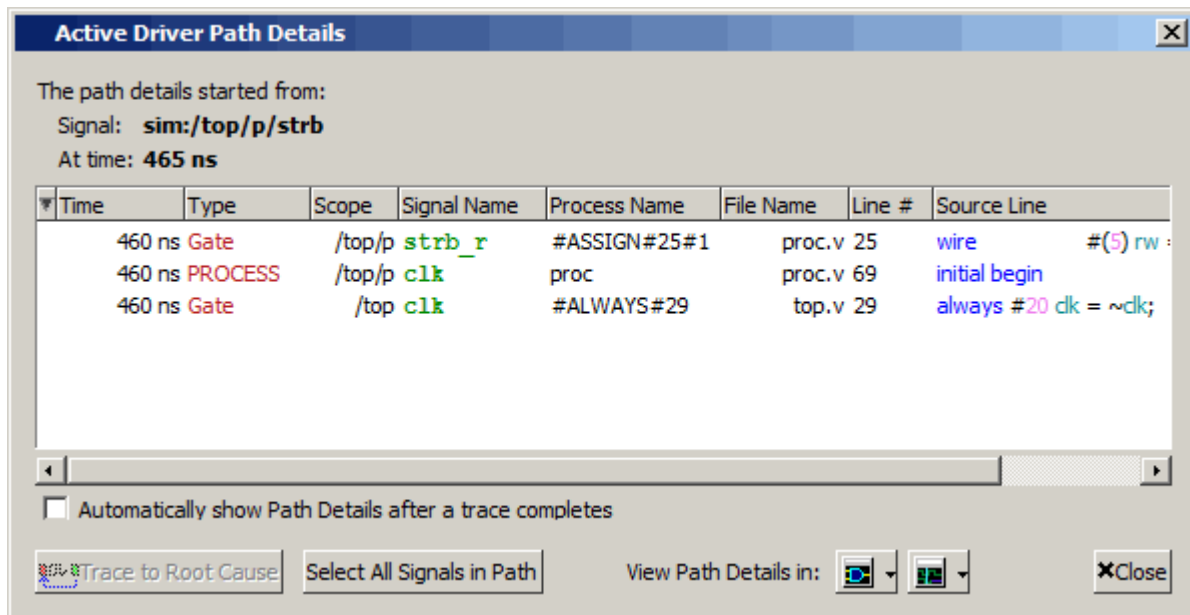 Active Driver Path Details
The path details started from:
Signal: sim:/top/p/strb
At time: 465 ns
Time Type Scope Signal Name Process Name File Name Line # Source Line
460 ns Gate /top/p strb_r #ASSIGN#25#1 proc.v 25 wire #(5) rw =
460 ns PROCESS /top/p clk proc proc.v 69 initial begin
460 ns Gate /top clk #ALWAYS#29 top.v 29 always #20 clk = ~clk;
Automatically show Path Details after a trace completes
Trace to Root Cause Select All Signals in Path View Path Details in: Close